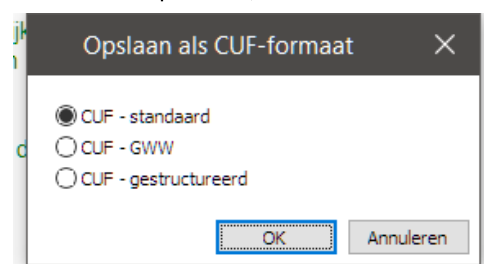 Opslaan als CUF-formaat
CUF - standaard
CUF - GWW
CUF - gestructureerd
OK
Annuleren